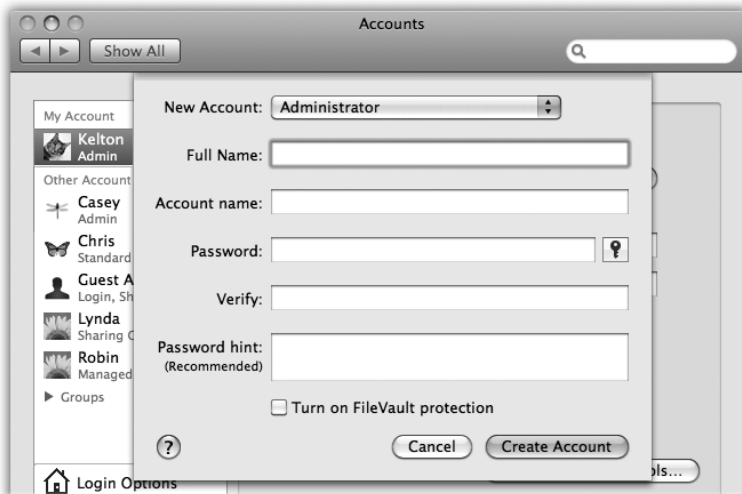 Accounts
Show All
New Account: Administrator
Full Name:
Account name:
Password:
Verify:
Password hint:
(Recommended)
Turn on FileVault protection
?
Cancel
Create Account
My Account
Kelton
Admin
Other Account
Casey
Admin
Chris
Standard
Guest A
Login, Sh
Lynda
Sharing
Robin
Managed
Groups
Login Options
ols...